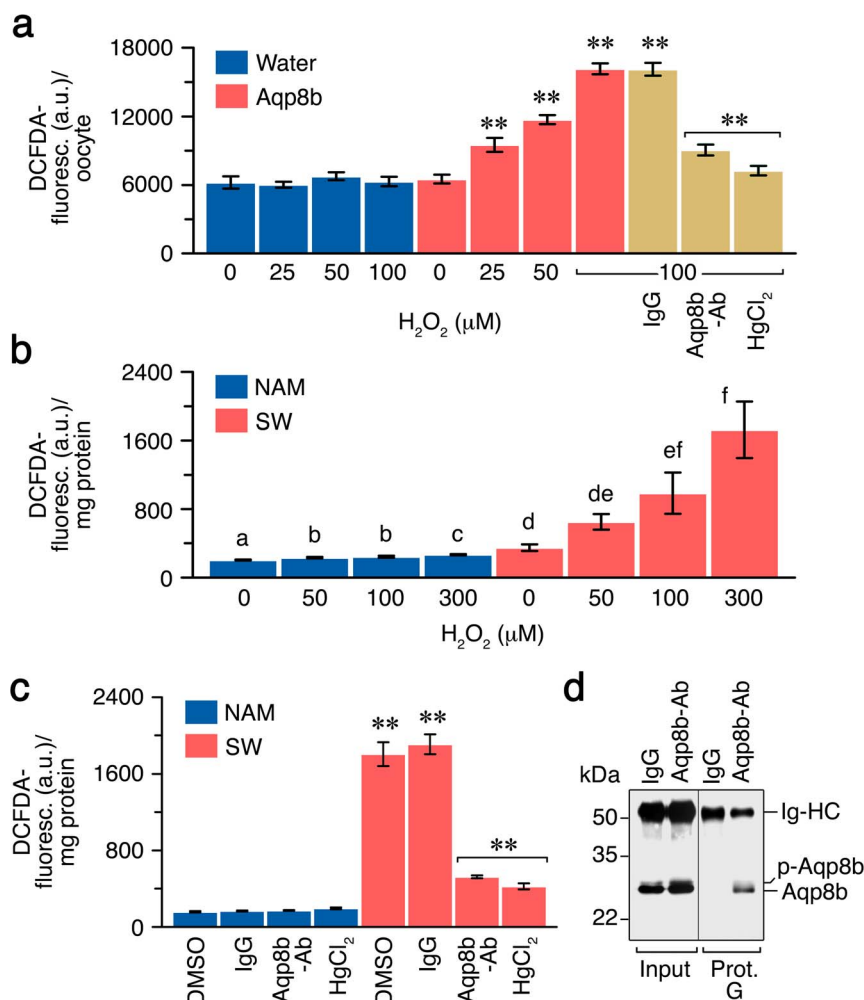 a
18000
12000
6000
0
DCFDA-
fluoresc. (a.u.)/
oocyte
Water
Aqp8b
** ** ** ** **
0 25 50 100 0 25 50 100
H₂O₂ (μM)
IgG
Aqp8b
-Ab
HgCl₂
b
2400
1600
800
0
DCFDA-
fluoresc. (a.u.)/
mg protein
NAM
SW
a b b c d de ef f
0 50 100 300 0 50 100 300
H₂O₂ (μM)
c
2400
1600
800
0
DCFDA-
fluoresc. (a.u.)/
mg protein
NAM
SW
** ** **
DMSO
IgG
Aqp8b
-Ab
HgCl₂
DMSO
IgG
Aqp8b
-Ab
HgCl₂
d
IgG
Aqp8b-Ab
IgG
Aqp8b-Ab
kDa
50
35
22
Ig-HC
p-Aqp8b
Aqp8b
Input
Prot.
G